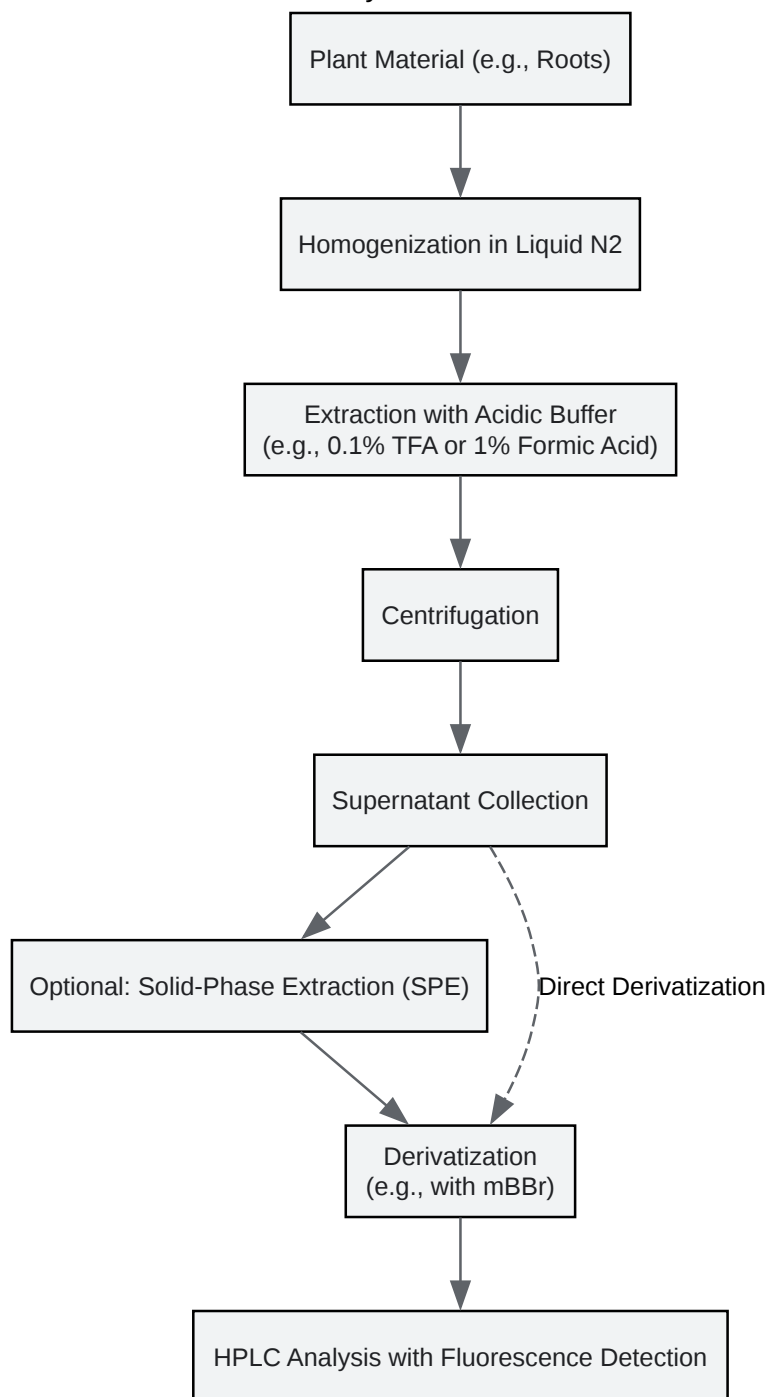 Plant Material (e.g., Roots)
Homogenization in Liquid N2
Extraction with Acidic Buffer
(e.g., 0.1% TFA or 1% Formic Acid)
Centrifugation
Supernatant Collection
Optional: Solid-Phase Extraction (SPE)
Direct Derivatization
Derivatization
(e.g., with mBBr)
HPLC Analysis with Fluorescence Detection